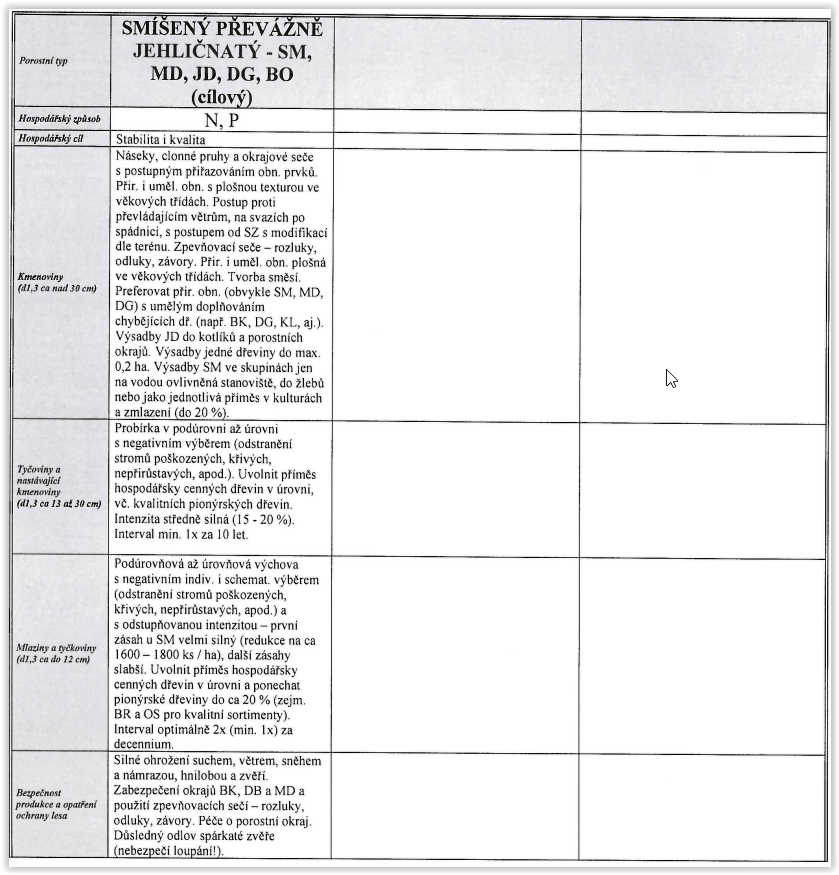 Porostní typ
SMÍŠENÝ PŘEVÁŽNĚ
JEHLIČNATÝ - SM,
MD, JD, DG, BO
(cílový)
Hospodářský způsob
N, P
Hospodářský cíl
Stabilita i kvalita
Kmenoviny
(d1,3 ca nad 30 cm)
Náseky, clonné pruhy a okrajové seče
s postupným přiřazováním obn. prvků.
Přir. i uměl. obn. s plošnou texturou ve
věkových třídách. Postup proti
převládajícím větrům, na svazích po
spádnici, s postupem od SZ s modifikací
dle terénu. Zpevňovací seče – rozluky,
odluky, závory. Přir. i uměl. obn. plošná
ve věkových třídách. Tvorba směsí.
Preferovat přir. obn. (obvykle SM, MD,
DG) s umělým doplňováním
chybějících dř. (např. BK, DG, KL, aj.).
Výsadby JD do kotlíků a porostních
okrajů. Výsadby jedné dřeviny do max.
0,2 ha. Výsadby SM ve skupinách jen
na vodou ovlivněná stanoviště, do žlebů
nebo jako jednotlivá příměs v kulturách
a zmlazení (do 20 %).
Tyčoviny a
nastávající
kmenoviny
(d1,3 ca 13 až 30 cm)
Probírka v podúrovni až úrovni
s negativním výběrem (odstranění
stromů poškozených, křivých,
nepřirůstavých, apod.). Uvolnit příměs
hospodářsky cenných dřevin v úrovni,
vč. kvalitních pionýrských dřevin.
Intenzita středně silná (15 - 20 %).
Interval min. 1x za 10 let.
Mlaziny a tyčkoviny
(d1,3 ca do 12 cm)
Podúrovňová až úrovňová výchova
s negativním indiv. i schemat. výběrem
(odstranění stromů poškozených,
křivých, nepřirůstavých, apod.) a
s odstupňovanou intenzitou – první
zásah u SM velmi silný (redukce na ca
1600 – 1800 ks / ha), další zásahy
slabší. Uvolnit příměs hospodářsky
cenných dřevin v úrovni a ponechat
pionýrské dřeviny do ca 20 % (zejm.
BR a OS pro kvalitní sortimenty).
Interval optimálně 2x (min. 1x) za
decennium.
Bezpečnost
produkce a opatření
ochrany lesa
Silné ohrožení suchem, větrem, sněhem
a námrazou, hnilobou a zvěří.
Zabezpečení okrajů BK, DB a MD a
použití zpevňovacích sečí – rozluky,
odluky, závory. Péče o porostní okraj.
Důsledný odlov spárkaté zvěře
(nebezpečí loupání!).